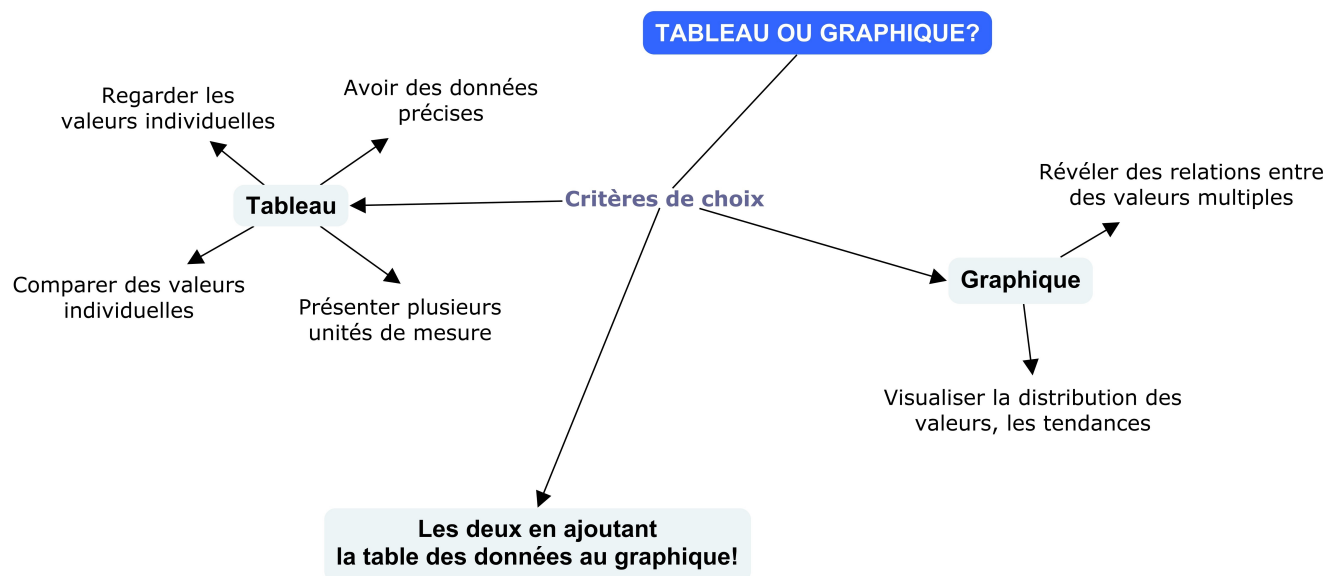 TABLEAU OU GRAPHIQUE?
Regarder les
valeurs individuelles
Avoir des données
précises
Tableau
Comparer des valeurs
individuelles
Présenter plusieurs
unités de mesure
Critères de choix
Révéler des relations entre
des valeurs multiples
Graphique
Visualiser la distribution des
valeurs, les tendances
Les deux en ajoutant
la table des données au graphique!